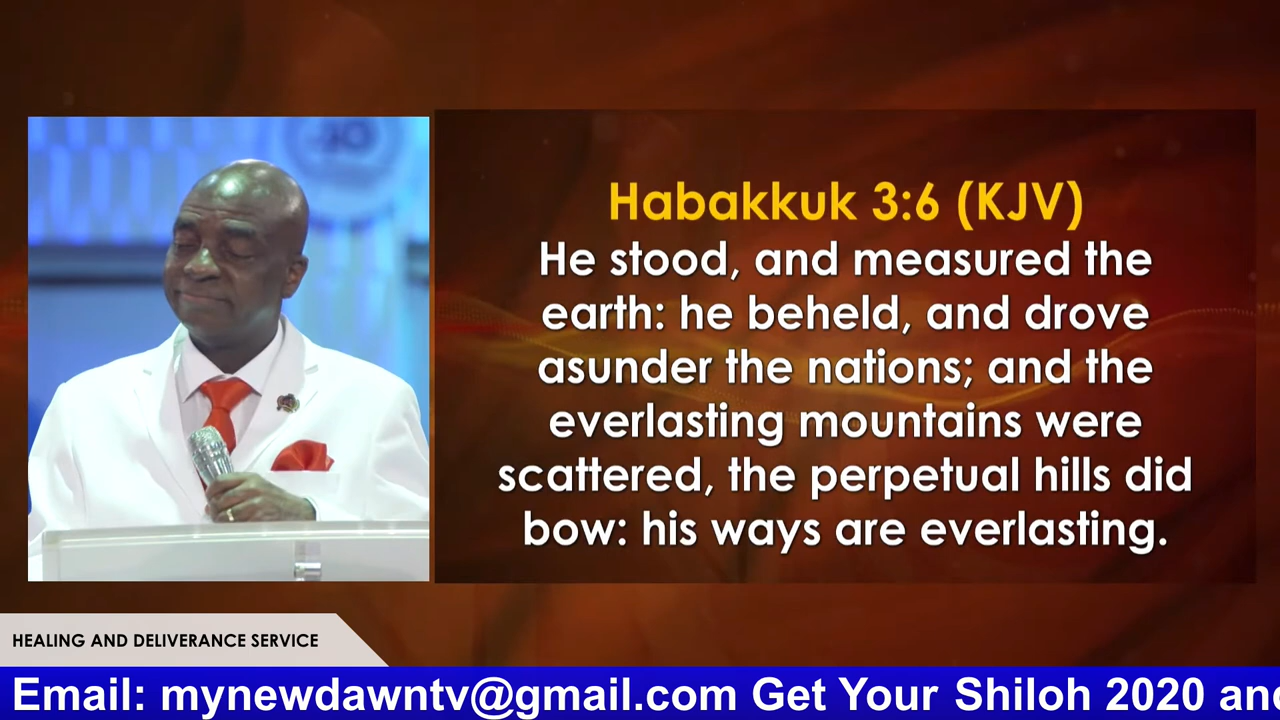 Habakkuk 3:6 (KJV)
He stood, and measured the
earth: he beheld, and drove
asunder the nations; and the
everlasting mountains were
scattered, the perpetual hills did
bow: his ways are everlasting.
HEALING AND DELIVERANCE SERVICE
Email: mynewdawntv@gmail.com Get Your Shiloh 2020 and